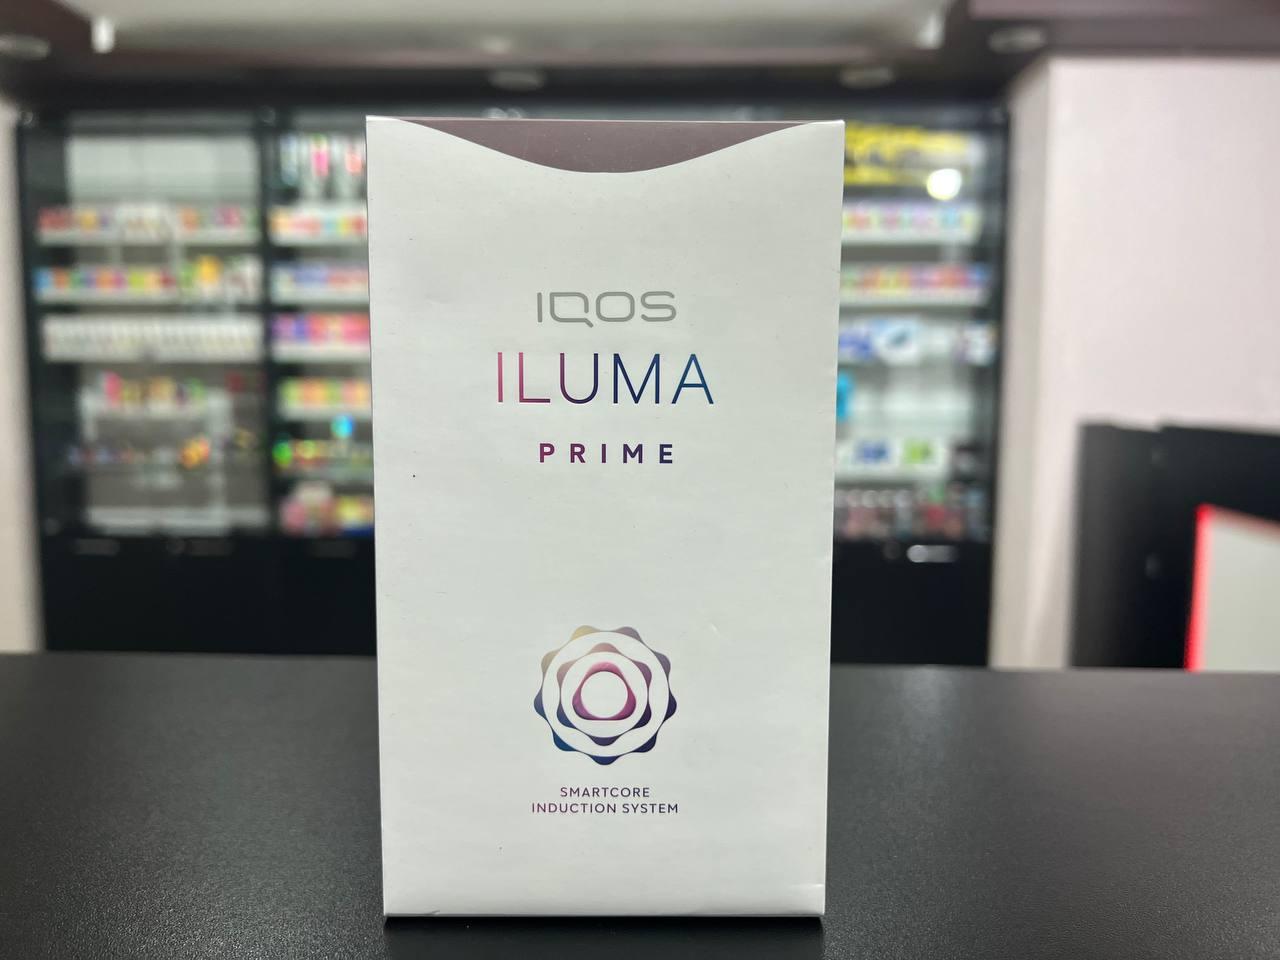 IQOS
ILUMA
PRIME
SMARTCORE
INDUCTION SYSTEM